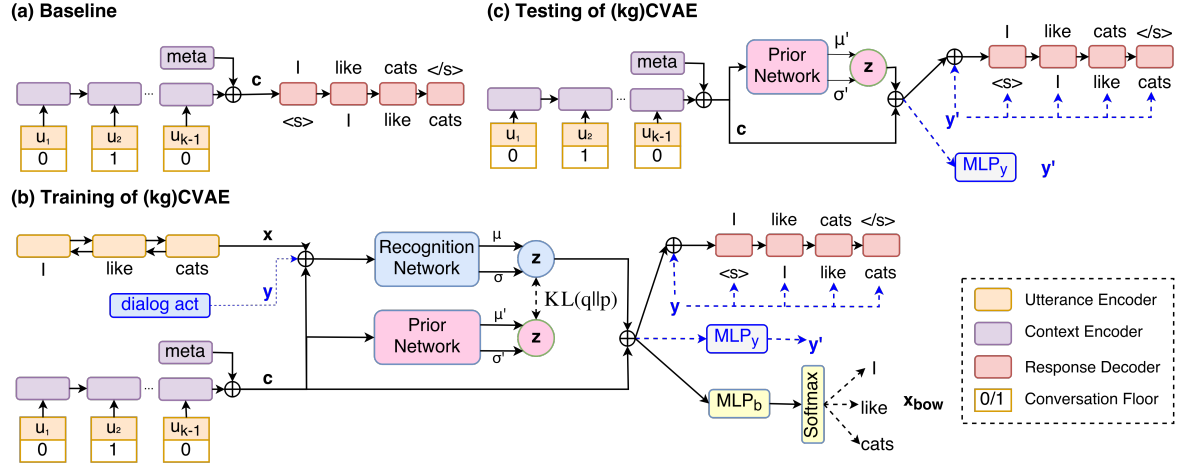 (a) Baseline
meta
c
I like cats </s>
<s> I like cats
...
u1 u2 uk-1
0 1 0
(c) Testing of (kg)CVAE
meta
Prior
Network
μ'
σ'
z
c
...
u1 u2 uk-1
0 1 0
I like cats </s>
<s> I like cats
y'
MLPy y'
(b) Training of (kg)CVAE
x
I like cats
y
dialog act
Recognition
Network
μ
σ
z
KL(q||p)
Prior
Network
μ'
σ'
z
meta
c
...
u1 u2 uk-1
0 1 0
I like cats </s>
<s> I like cats
y
MLPy y'
MLPb
Softmax
I
like
cats
xbow
Utterance Encoder
Context Encoder
Response Decoder
0/1 Conversation Floor